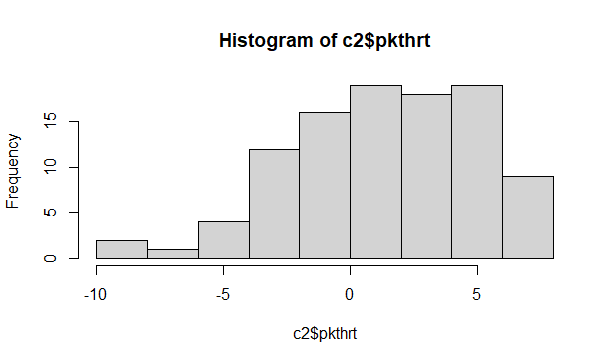 Histogram of c2$pkthrt
Frequency
15
10
5
0
-10 -5 0 5
c2$pkthrt